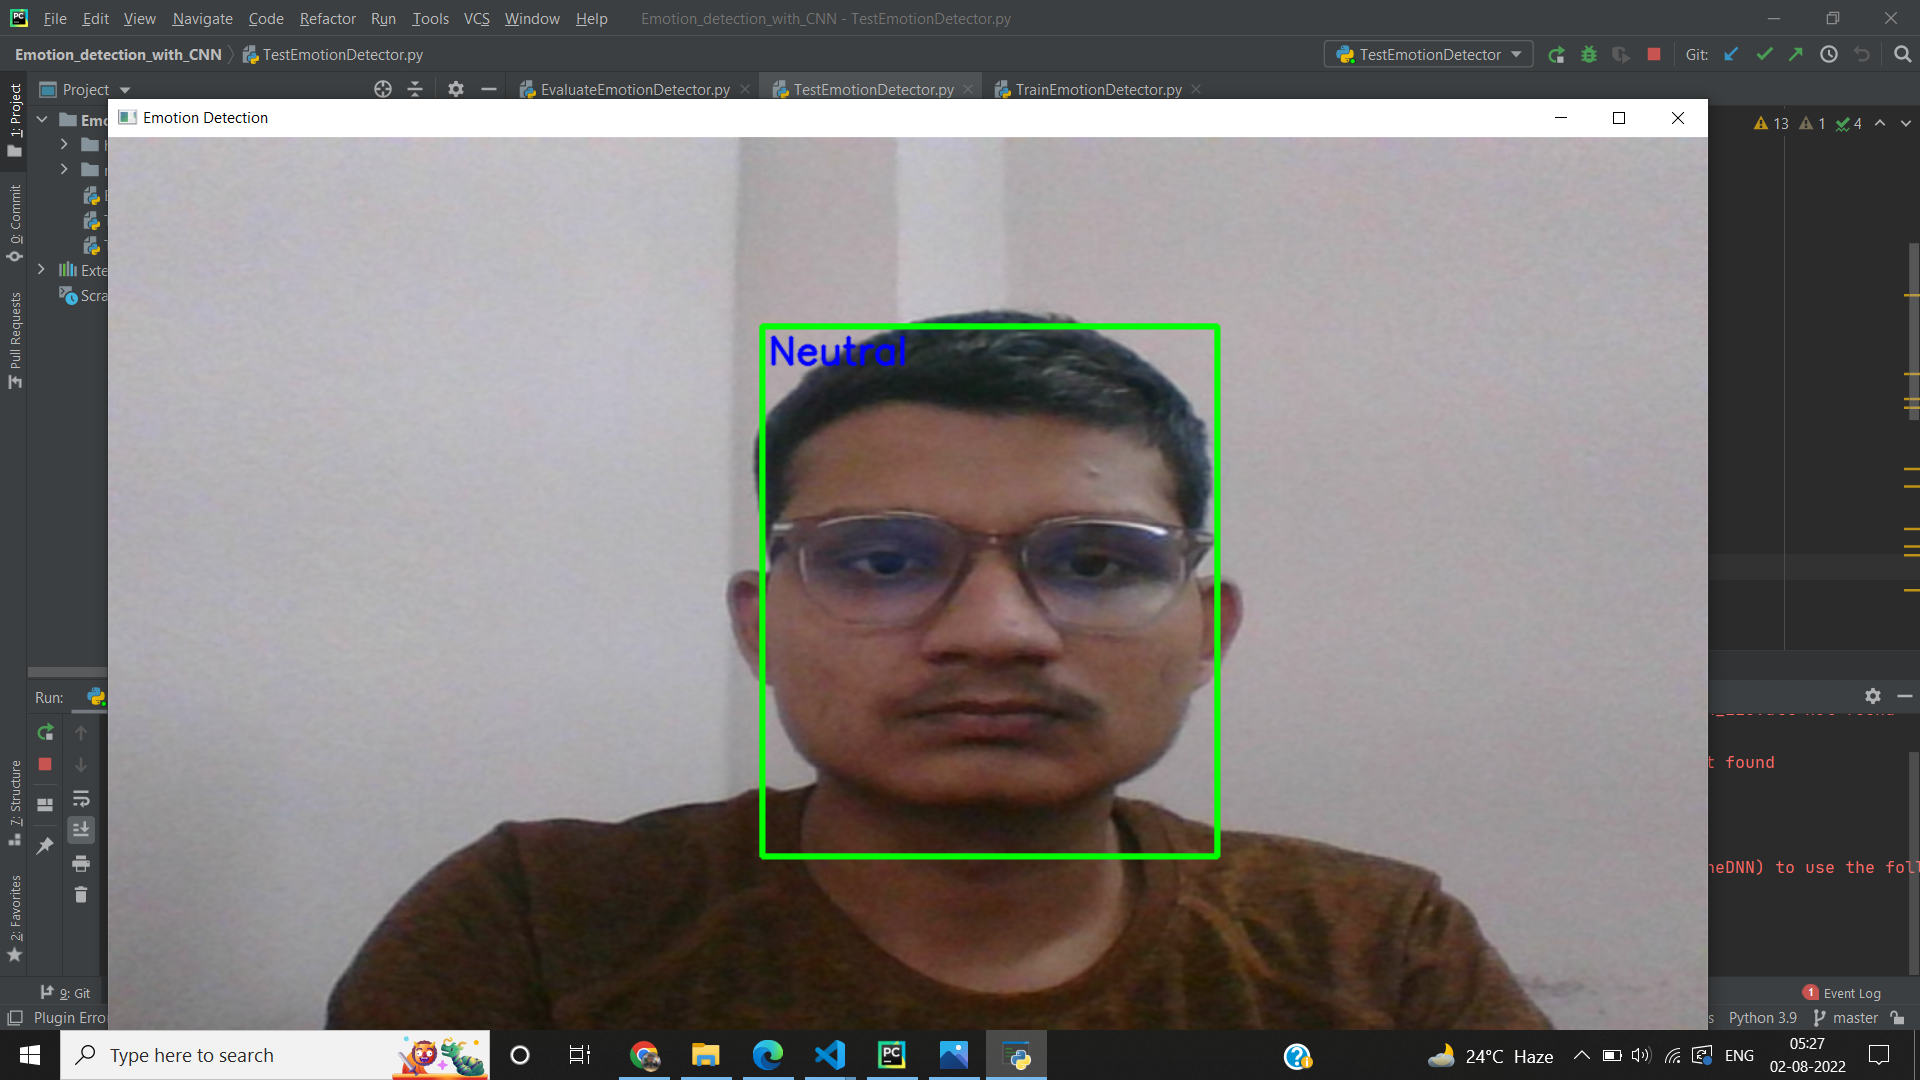 File Edit View Navigate Code Refactor Run Tools VCS Window Help Emotion_detection_with_CNN - TestEmotionDetector.py
Emotion_detection_with_CNN TestEmotionDetector.py TestEmotionDetector Git:
1: Project
Project EvaluateEmotionDetector.py TestEmotionDetector.py TrainEmotionDetector.py
Emotion Detection
13 1 4
0: Commit
Pull Requests
Neutral
Run:
t found
7: Structure
neDNN) to use the foll
2: Favorites
9: Git
1 Event Log
Plugin Erro
Python 3.9 master
Type here to search
24°C Haze
ENG
05:27
02-08-2022